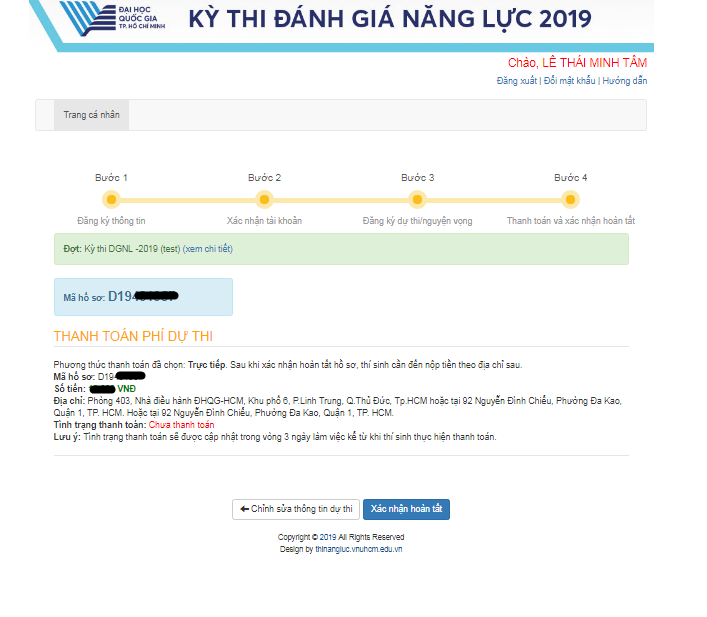 ĐẠI HỌC
QUỐC GIA
TP. HỒ CHÍ MINH
KỲ THI ĐÁNH GIÁ NĂNG LỰC 2019
Chào, LÊ THÁI MINH TÂM
Đăng xuất | Đổi mật khẩu | Hướng dẫn
Trang cá nhân
Bước 1
Bước 2
Bước 3
Bước 4
Đăng ký thông tin
Xác nhận tài khoản
Đăng ký dự thi/nguyện vọng
Thanh toán và xác nhận hoàn tất
Đợt: Kỳ thi DGNL -2019 (test) (xem chi tiết)
Mã hồ sơ: D19
THANH TOÁN PHÍ DỰ THI
Phương thức thanh toán đã chọn: Trực tiếp. Sau khi xác nhận hoàn tất hồ sơ, thí sinh cần đến nộp tiền theo địa chỉ sau.
Mã hồ sơ: D19
Số tiền: VNĐ
Địa chỉ: Phòng 403, Nhà điều hành ĐHQG-HCM, Khu phố 6, P.Linh Trung, Q.Thủ Đức, Tp.HCM hoặc tại 92 Nguyễn Đình Chiểu, Phường Đa Kao,
Quận 1, TP. HCM. Hoặc tại 92 Nguyễn Đình Chiểu, Phường Đa Kao, Quận 1, TP. HCM.
Tình trạng thanh toán: Chưa thanh toán
Lưu ý: Tình trạng thanh toán sẽ được cập nhật trong vòng 3 ngày làm việc kể từ khi thí sinh thực hiện thanh toán.
Chỉnh sửa thông tin dự thi
Xác nhận hoàn tất
Copyright © 2019 All Rights Reserved
Design by thinangluc.vnuhcm.edu.vn